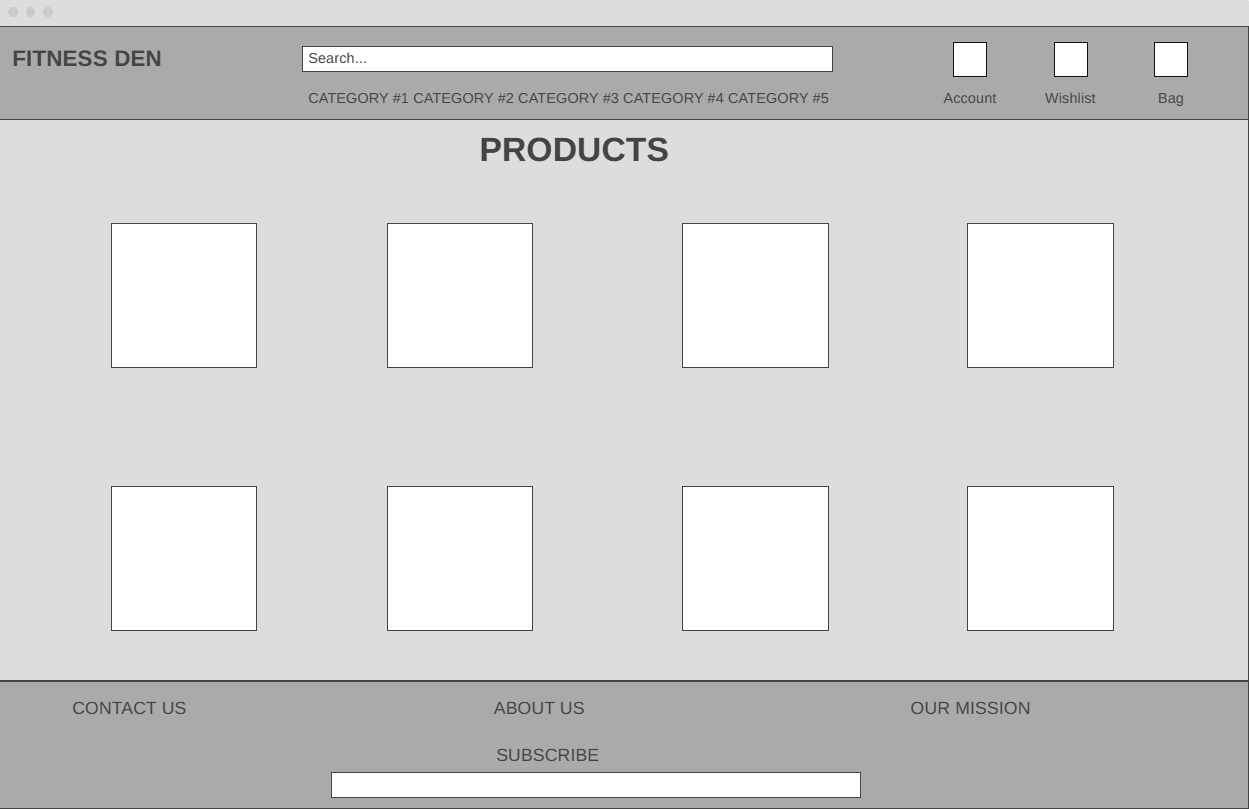 FITNESS DEN
Search...
CATEGORY #1 CATEGORY #2 CATEGORY #3 CATEGORY #4 CATEGORY #5
Account
Wishlist
Bag
PRODUCTS
CONTACT US
ABOUT US
OUR MISSION
SUBSCRIBE